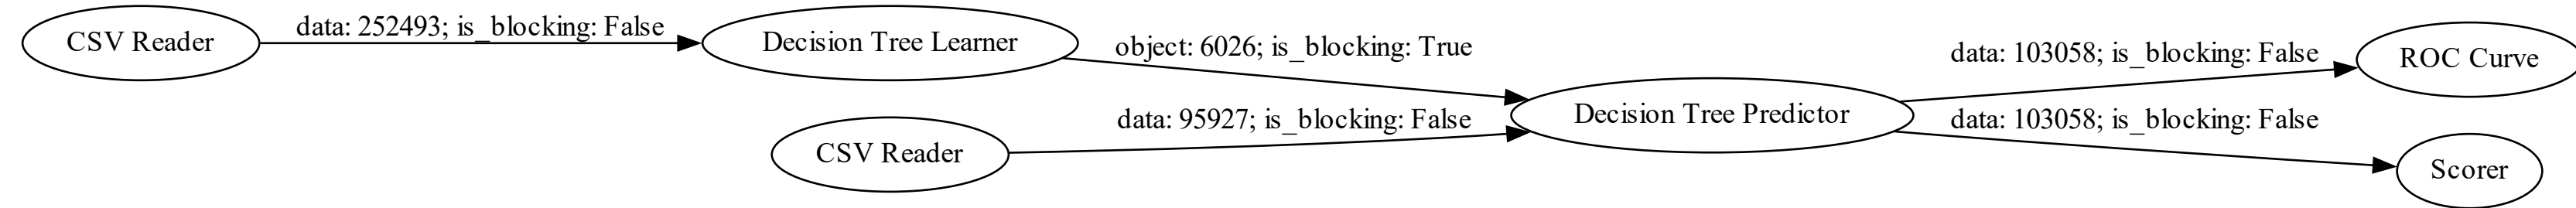 CSV Reader
data: 252493; is_blocking: False
Decision Tree Learner
object: 6026; is_blocking: True
CSV Reader
data: 95927; is_blocking: False
Decision Tree Predictor
data: 103058; is_blocking: False
ROC Curve
data: 103058; is_blocking: False
Scorer